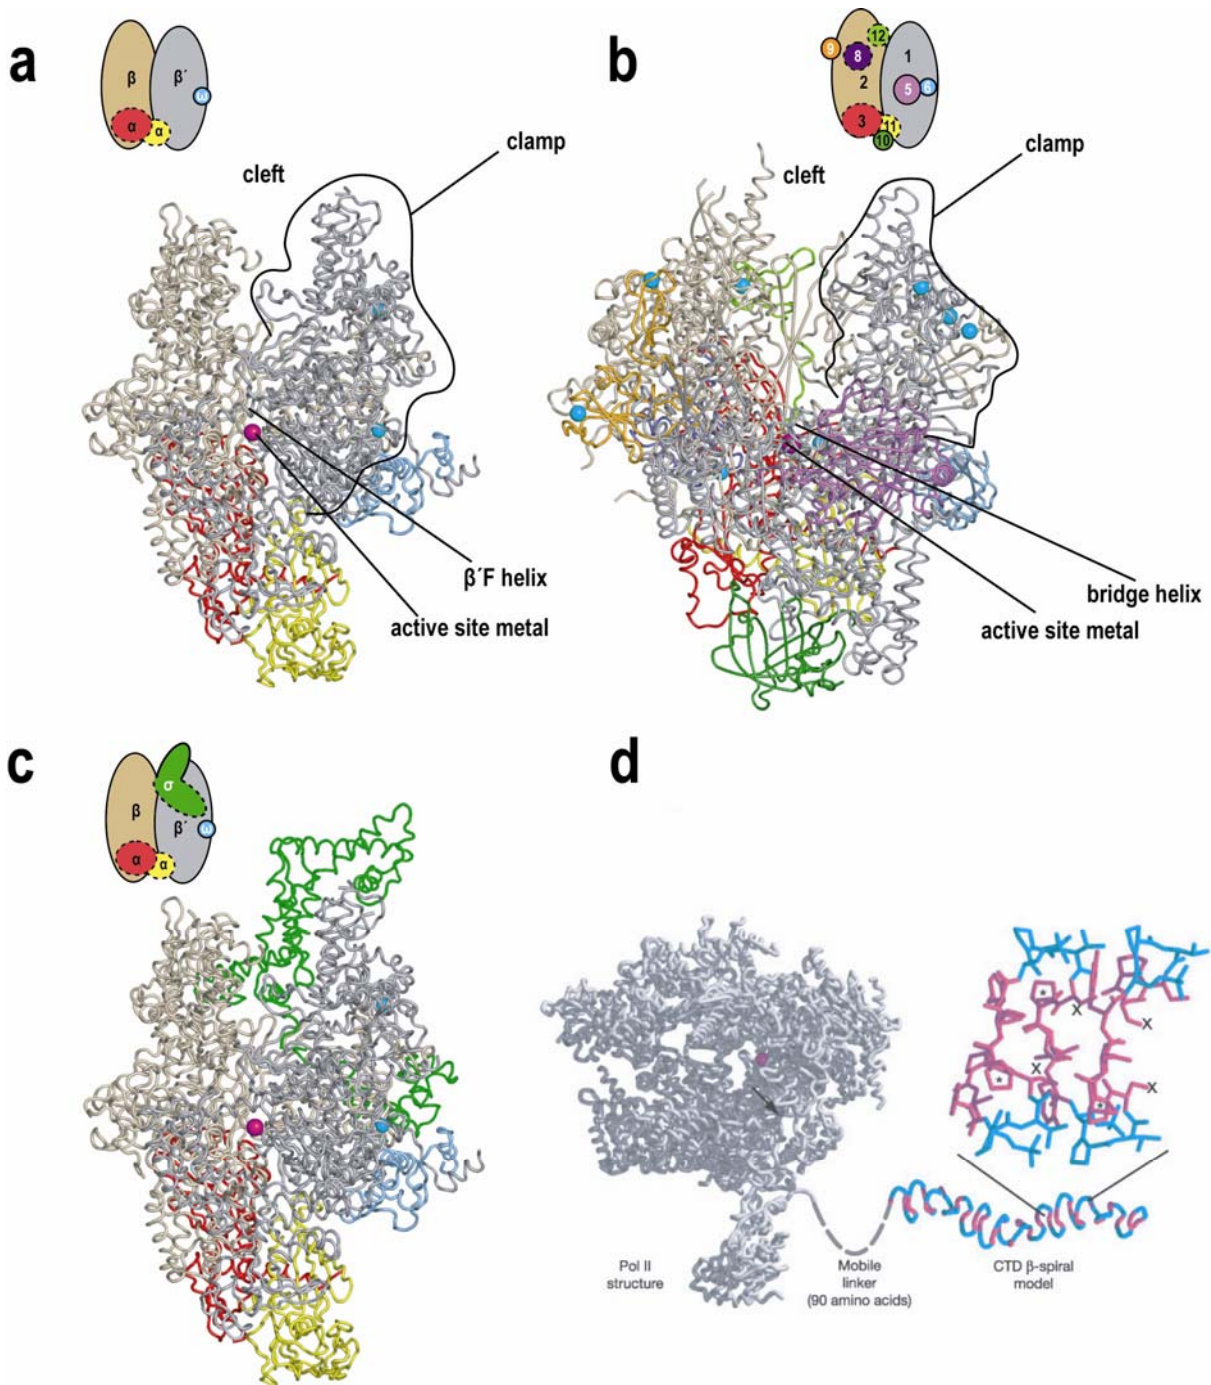 a
β
β´
ω
α
α
clamp
cleft
β´F helix
active site metal
b
12
9
8
1
2
5
6
3
11
10
clamp
cleft
bridge helix
active site metal
c
σ
β
β´
ω
α
α
d
*
X
X
X
*
*
X
Pol II
structure
Mobile
linker
(90 amino acids)
CTD β-spiral
model